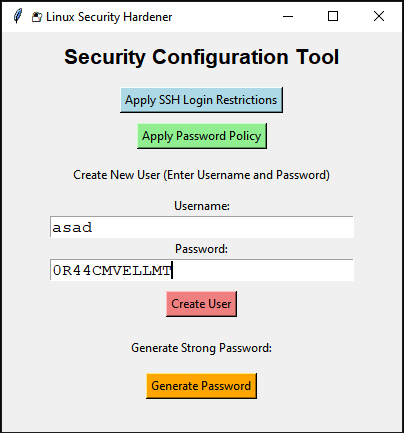 Linux Security Hardener
Security Configuration Tool
Apply SSH Login Restrictions
Apply Password Policy
Create New User (Enter Username and Password)
Username:
asad
Password:
0R44CMVELLMT
Create User
Generate Strong Password:
Generate Password